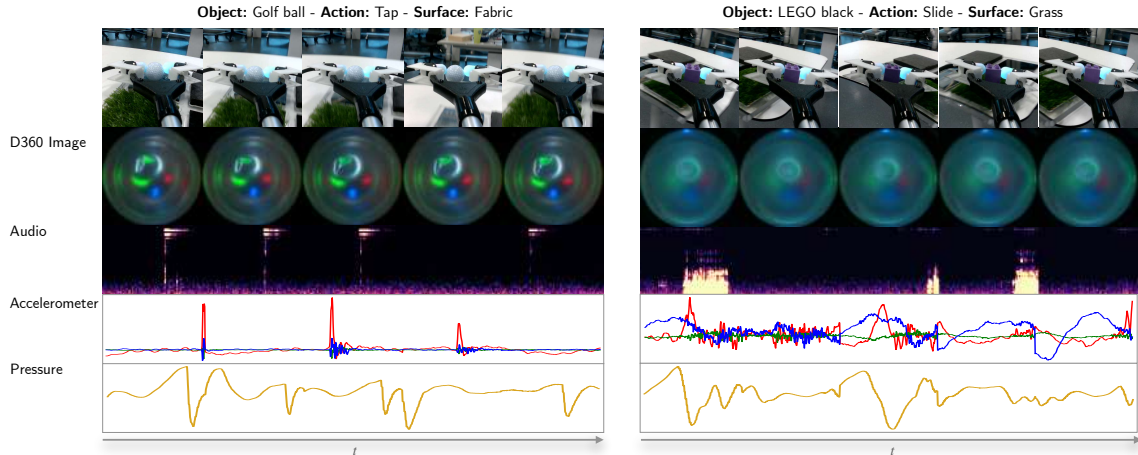 Object: Golf ball - Action: Tap - Surface: Fabric
Object: LEGO black - Action: Slide - Surface: Grass
D360 Image
Audio
Accelerometer
Pressure
t
t